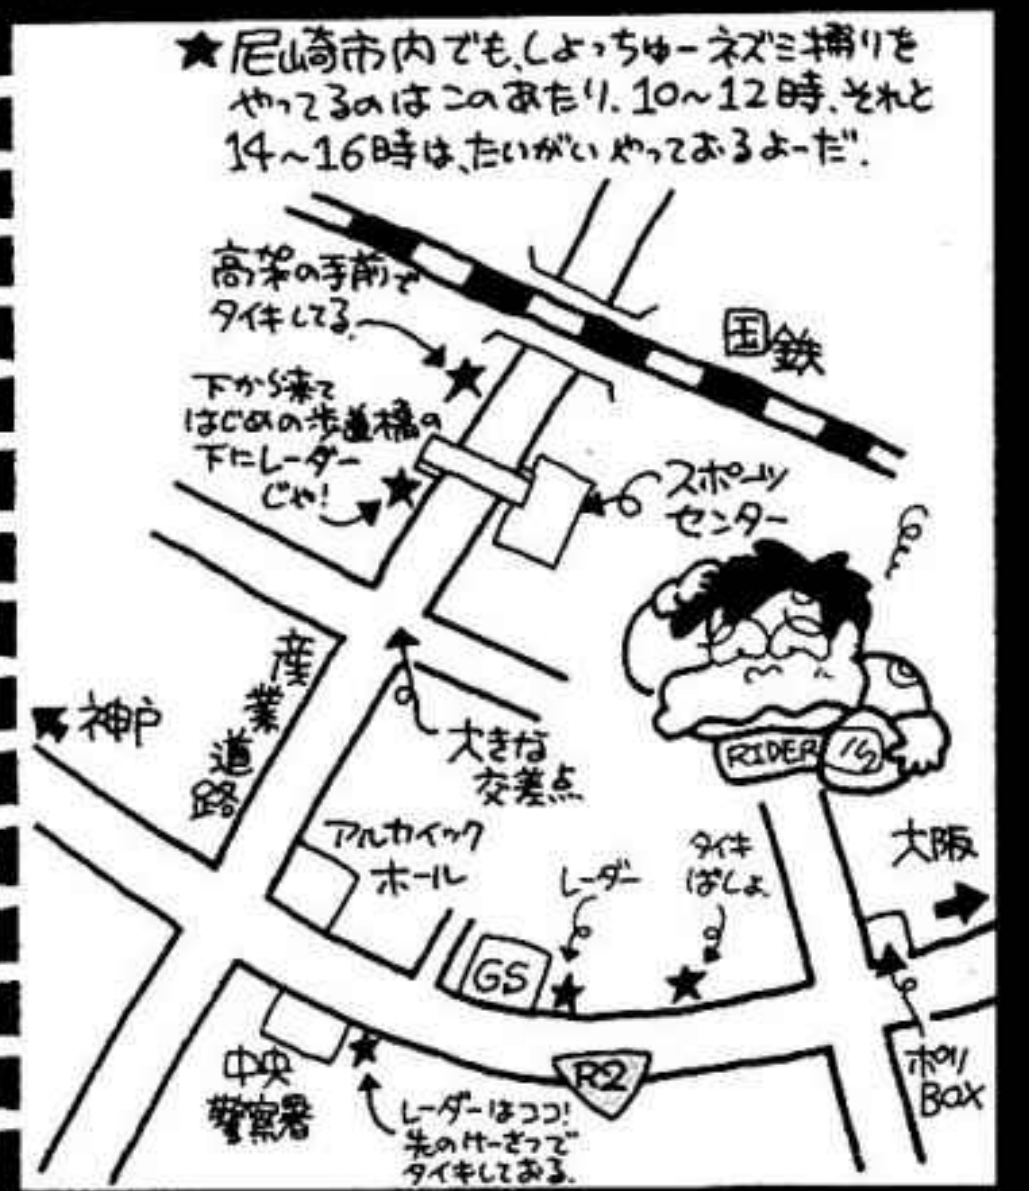 ★尼崎市内でも、しょっちゅーネズミ捕りを
やってるのはこのあたり。10〜12時、それと
14〜16時は、たいがいやっておるよーだ.
高架の手前で
タイキしてる.
国鉄
下から来て
はじめの歩道橋の
下にレーダー
じゃ!
スポーツ
センター
産業道路
神戸
大きな
交差点
RIDER
アルカイック
ホール
レーダー
タイキ
ばしょ
大阪
GS
R2
ポリ
BOX
中央
警察署
レーダーはココ!
先のけーさつで
タイキしておる.